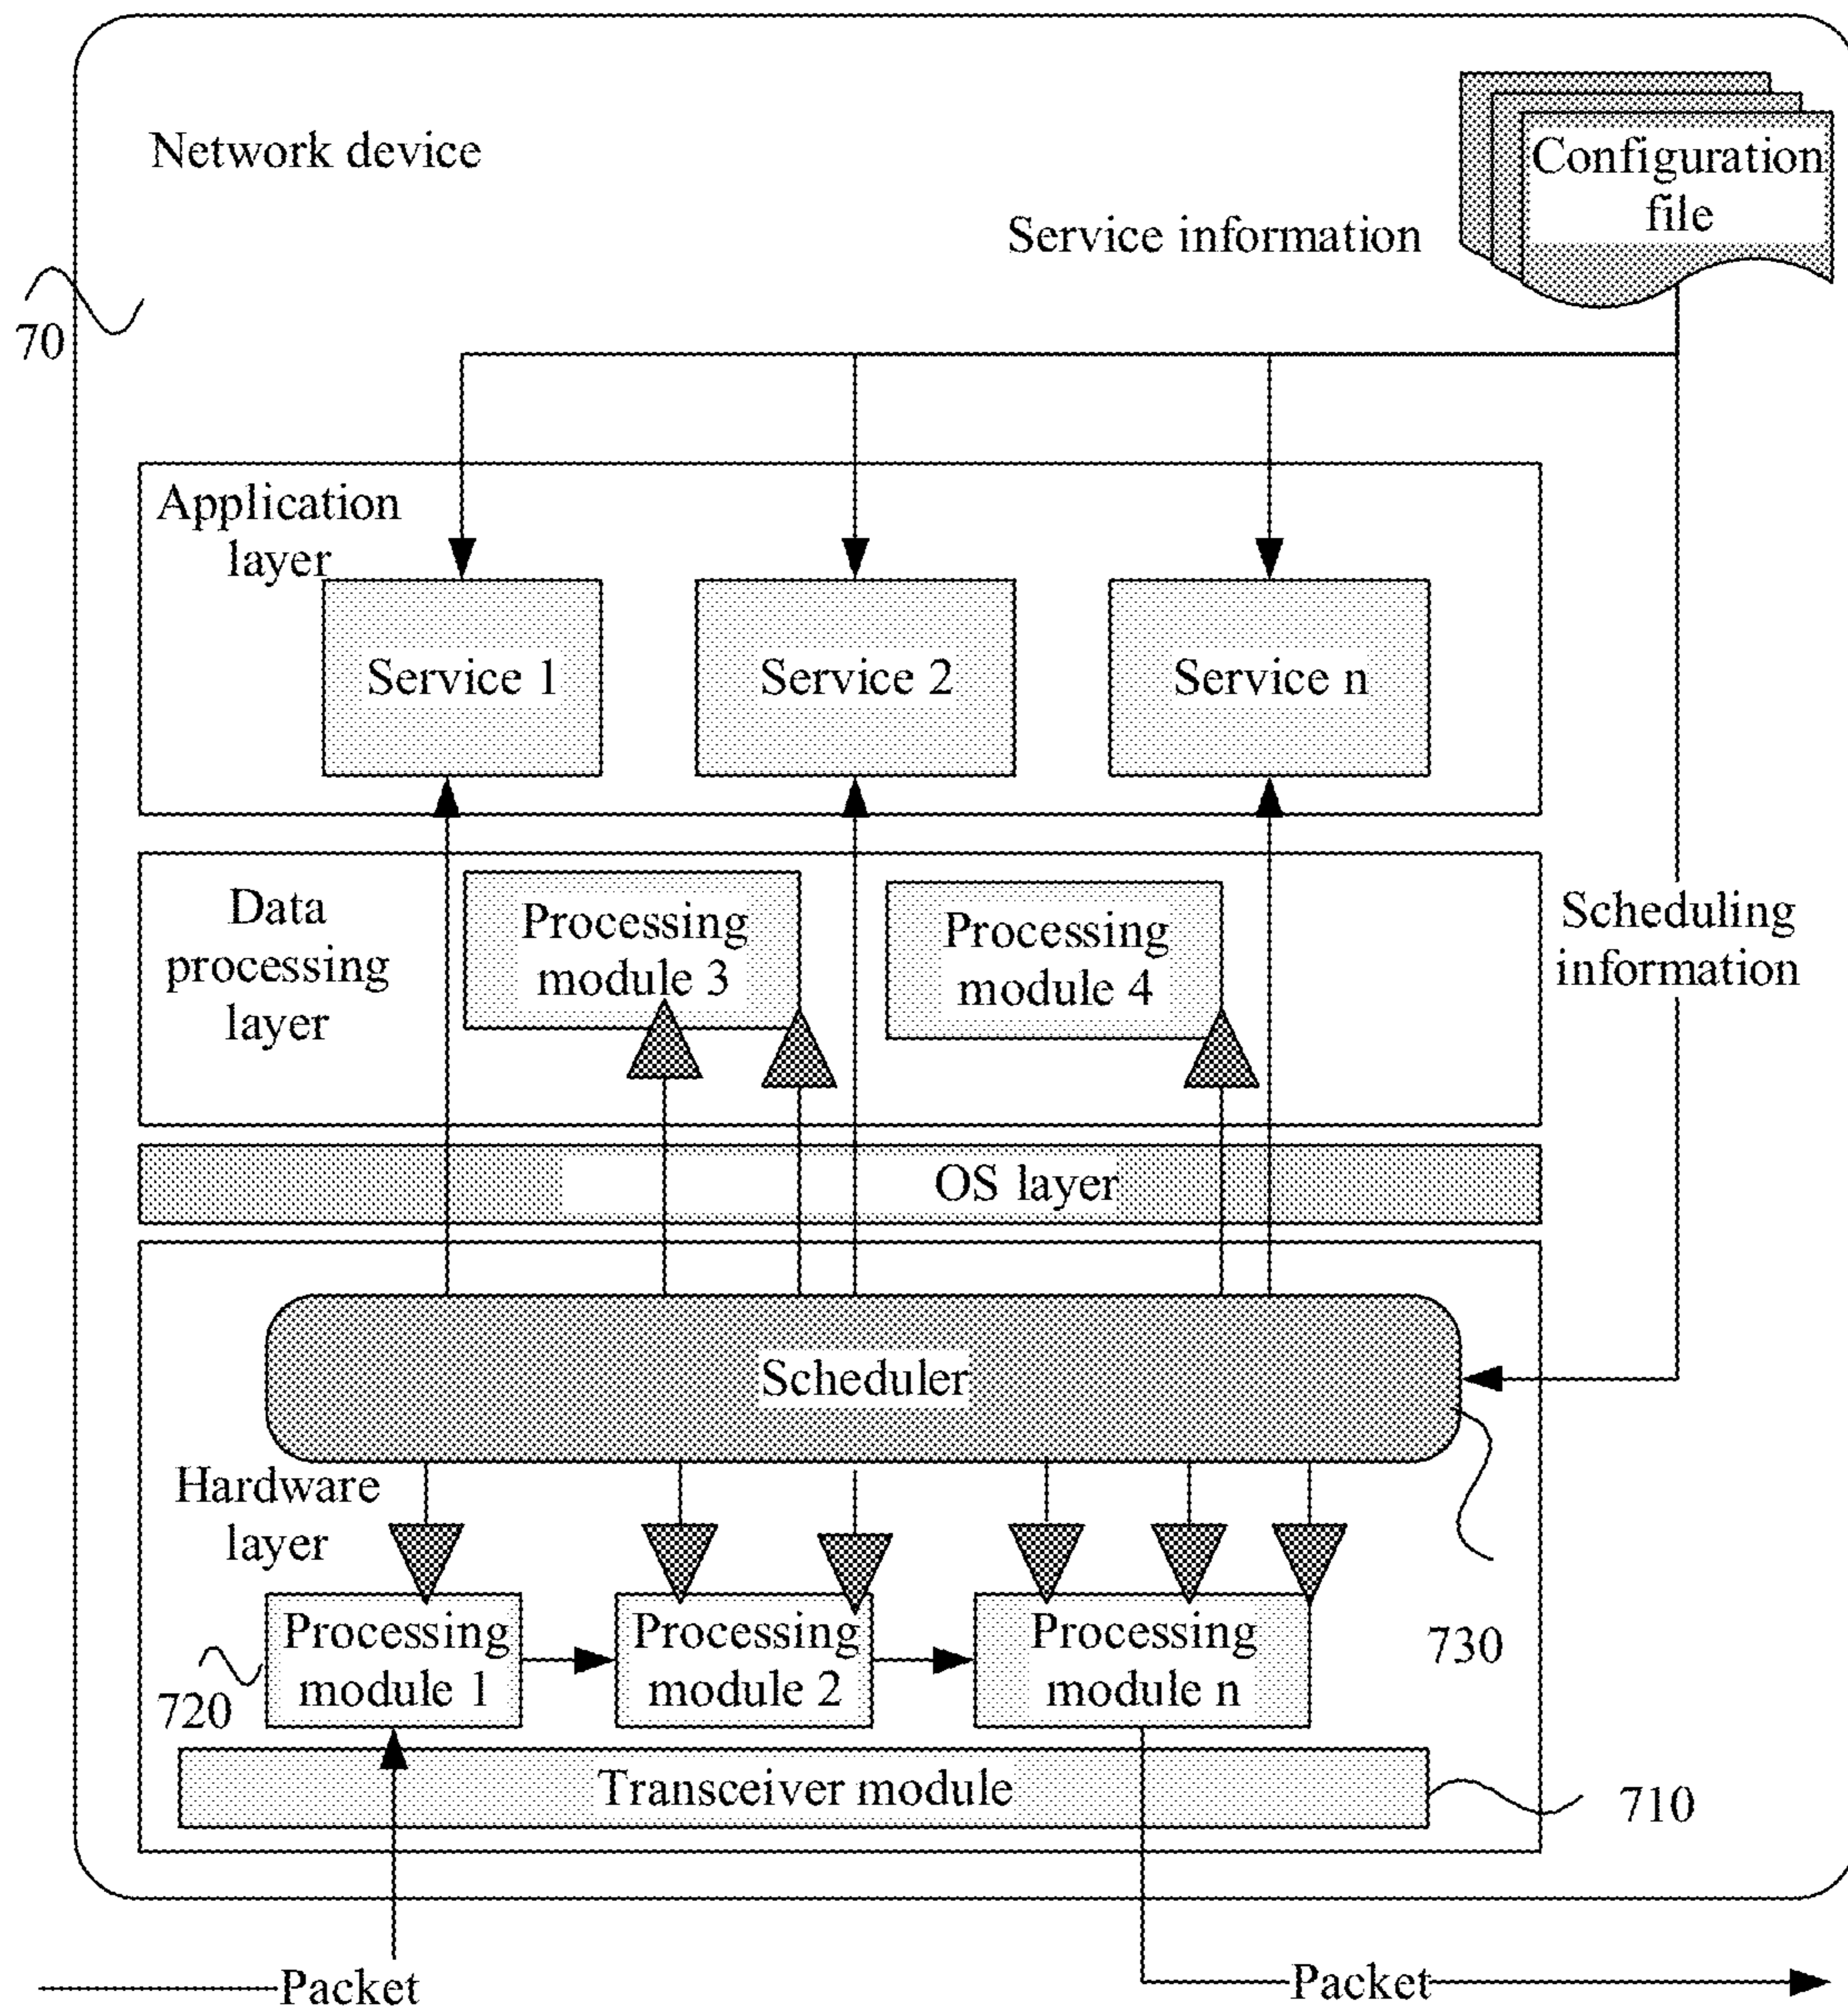 Network device
Configuration
file
Service information
70
Application
layer
Service 1
Service 2
Service n
Data
processing
layer
Processing
module 3
Processing
module 4
Scheduling
information
OS layer
Scheduler
Hardware
layer
Processing
module 1
Processing
module 2
Processing
module n
730
720
Transceiver module
710
Packet
Packet